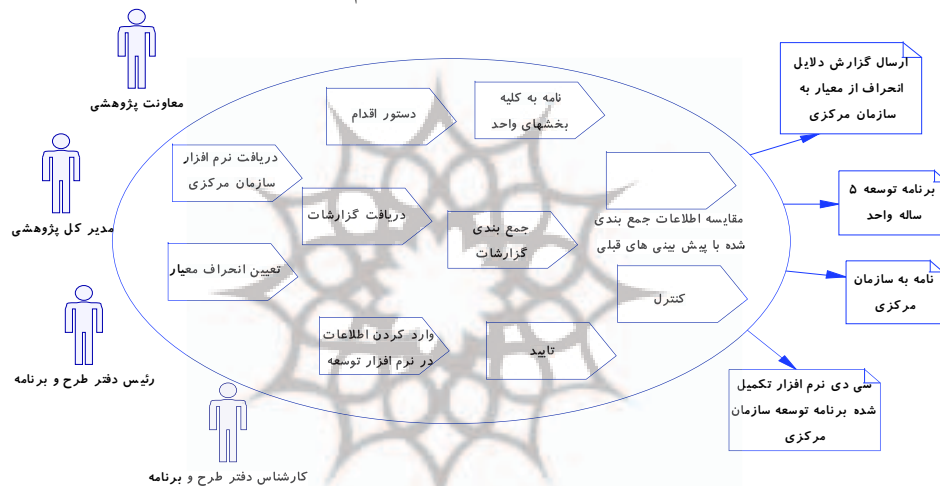 معاونت پژوهشی
مدیر کل پژوهشی
رئیس دفتر طرح و برنامه
کارشناس دفتر طرح و برنامه
دستور اقدام
نامه به کلیه
بخشهای واحد
دریافت نرم افزار
سازمان مرکزی
دریافت گزارشات
جمع بندی
گزارشات
مقایسه اطلاعات جمع بندی
شده با پیش بینی های قبلی
تعیین انحراف معیار
کنترل
وارد کردن اطلاعات
در نرم افزار توسعه
تایید
ارسال گزارش دلایل
انحراف از معیار به
سازمان مرکزی
برنامه توسعه ۵
ساله واحد
نامه به سازمان
مرکزی
سی دی نرم افزار تکمیل
شده برنامه توسعه سازمان
مرکزی